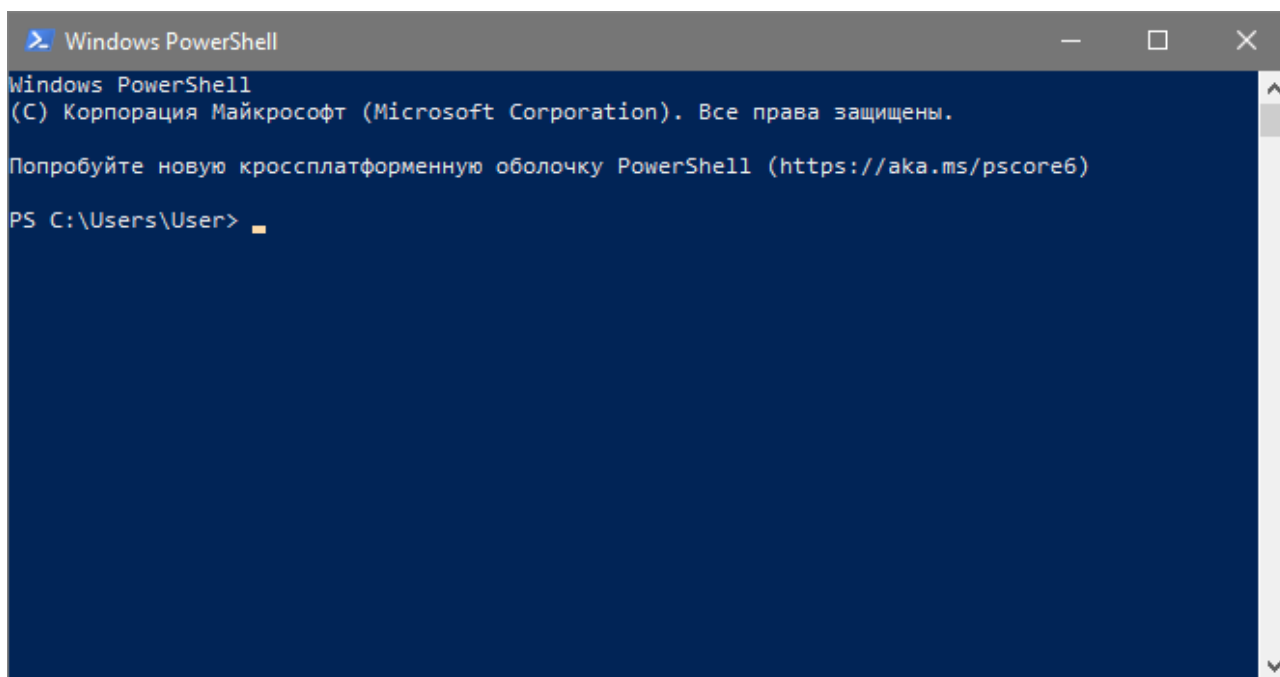 Windows PowerShell
Windows PowerShell
(C) Корпорация Майкрософт (Microsoft Corporation). Все права защищены.
Попробуйте новую кроссплатформенную оболочку PowerShell (https://aka.ms/pscore6)
PS C:\Users\User>